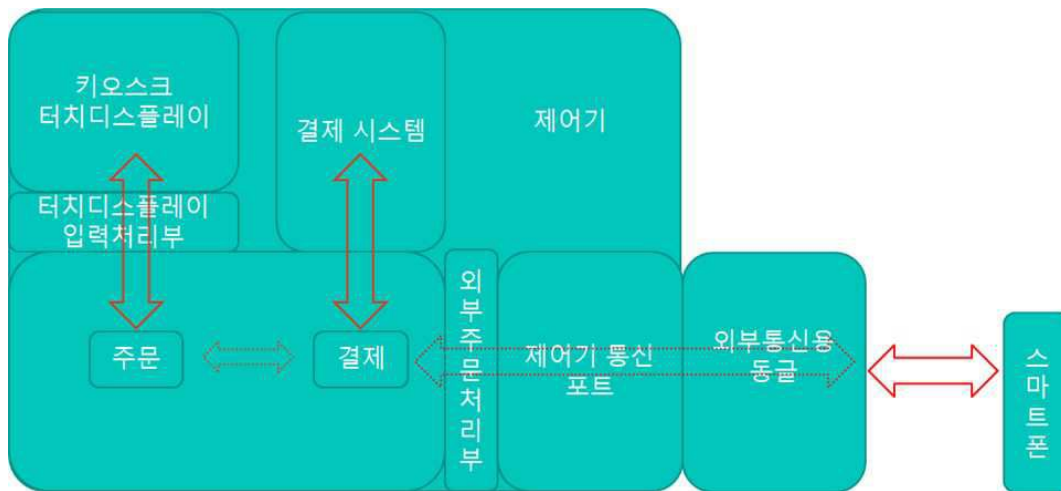 키오스크
터치디스플레이
결제 시스템
제어기
터치디스플레이
입력처리부
주문
결제
외부주문처리부
제어기 통신
포트
외부통신용
동글
스마트폰